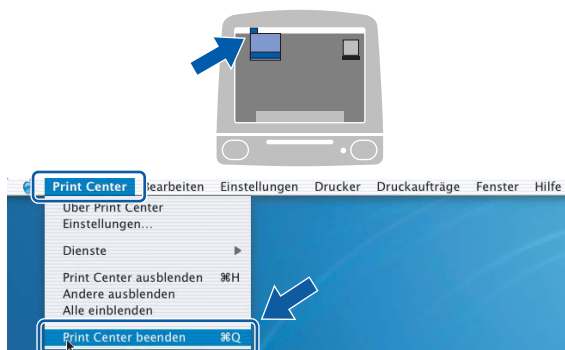 Print Center Bearbeiten Einstellungen Drucker Druckaufträge Fenster Hilfe
Über Print Center
Einstellungen...
Dienste
Print Center ausblenden ⌘H
Andere ausblenden
Alle einblenden
Print Center beenden ⌘Q